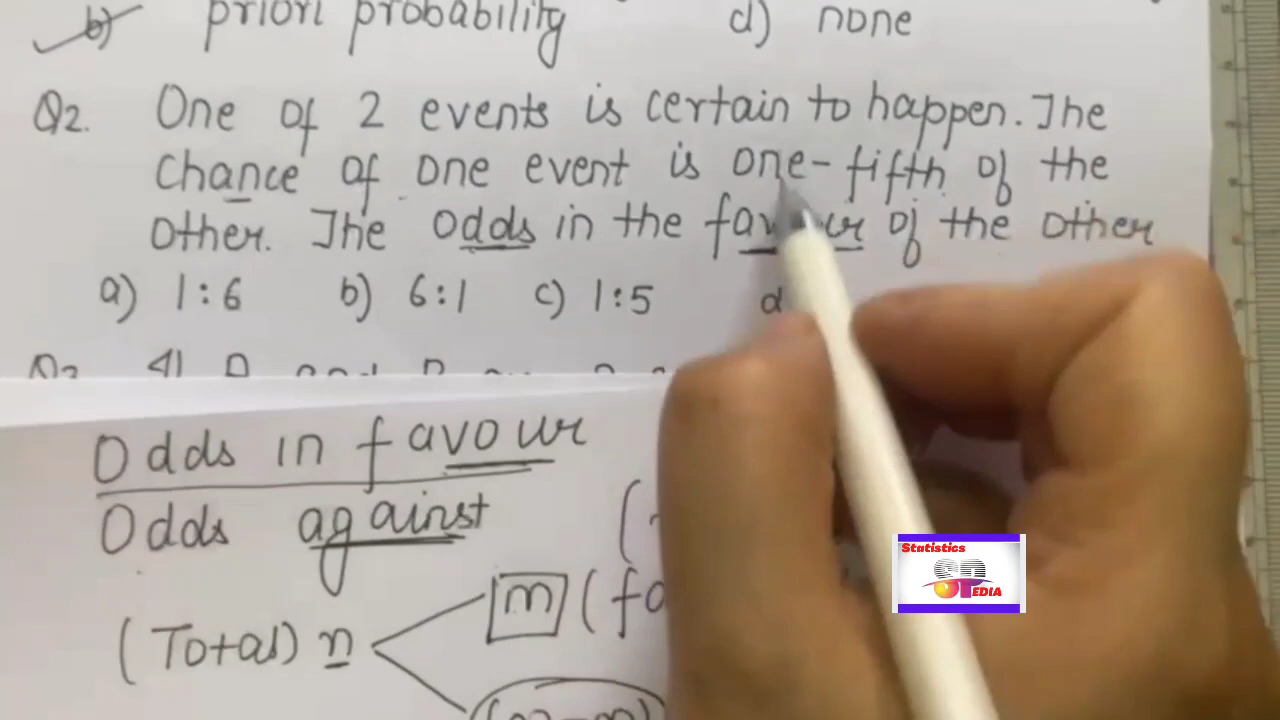 b) priori probability d) none
Q2. One of 2 events is certain to happen. The
chance of one event is one-fifth of the
other. The odds in the favour of the other
a) 1:6 b) 6:1 c) 1:5 d
Odds in favour
Odds against
(Total) n m (fa
Statistics
PEDIA